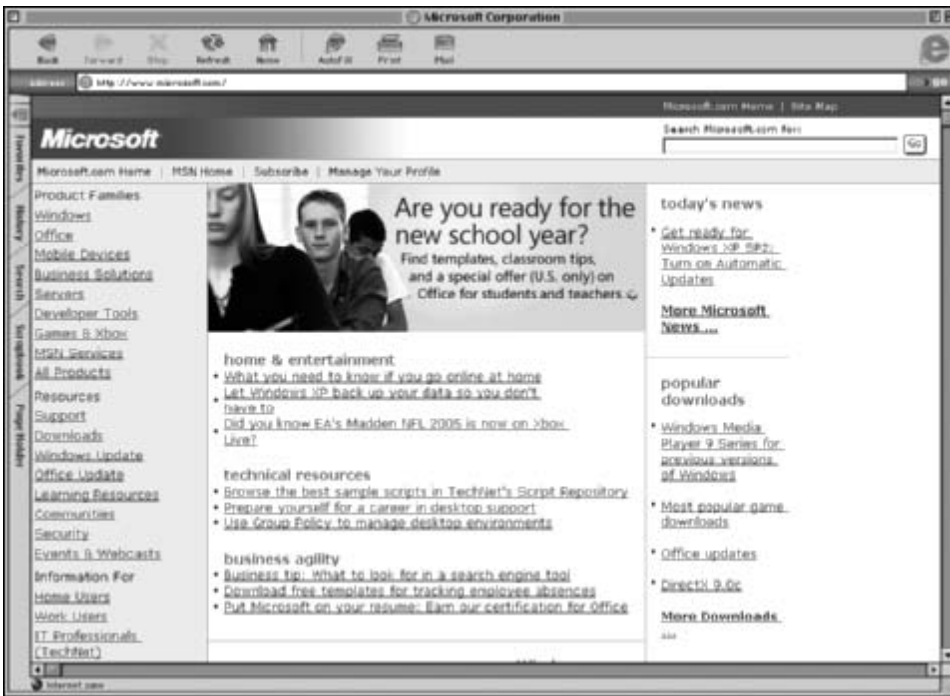 Microsoft Corporation
Back
Forward
Stop
Refresh
Home
AutoFill
Print
Mail
Address
http://www.microsoft.com/
go
Microsoft.com Home | Site Map
Favorites
History
Search
Scrapbook
Page Holder
Microsoft
Search Microsoft.com for:
Go
Microsoft.com Home | MSN Home | Subscribe | Manage Your Profile
Product Families
Windows
Office
Mobile Devices
Business Solutions
Servers
Developer Tools
Games & Xbox
MSN Services
All Products
Resources
Support
Downloads
Windows Update
Office Update
Learning Resources
Communities
Security
Events & Webcasts
Information For
Home Users
Work Users
IT Professionals
(TechNet)
Are you ready for the
new school year?
Find templates, classroom tips,
and a special offer (U.S. only) on
Office for students and teachers.
home & entertainment
• What you need to know if you go online at home
• Let Windows XP back up your data so you don't
have to
• Did you know EA's Madden NFL 2005 is now on Xbox
Live?
technical resources
• Browse the best sample scripts in TechNet's Script Repository
• Prepare yourself for a career in desktop support
• Use Group Policy to manage desktop environments
business agility
• Business tip: What to look for in a search engine tool
• Download free templates for tracking employee absences
• Put Microsoft on your resume: Earn our certification for Office
today's news
• Get ready for
Windows XP SP2:
Turn on Automatic
Updates
More Microsoft
News ...
popular
downloads
• Windows Media
Player 9 Series for
previous versions
of Windows
• Most popular game
downloads
• Office updates
• DirectX 9.0c
More Downloads
...
Internet zone